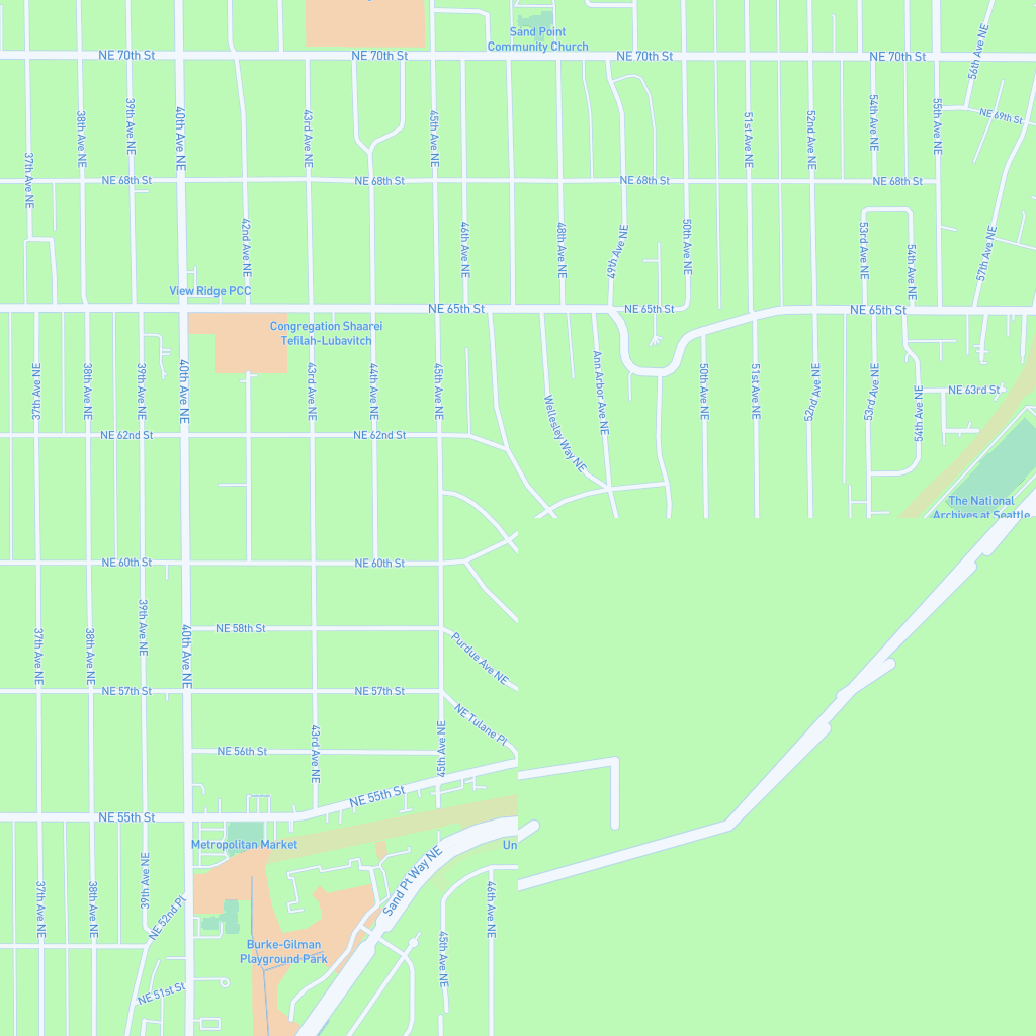 Sand Point
Community Church
NE 70th St
NE 70th St
NE 70th St
NE 70th St
56th Ave NE
38th Ave NE
39th Ave NE
40th Ave NE
43rd Ave NE
45th Ave NE
51st Ave NE
52nd Ave NE
54th Ave NE
55th Ave NE
NE 69th St
37th Ave NE
NE 68th St
NE 68th St
NE 68th St
NE 68th St
42nd Ave NE
46th Ave NE
48th Ave NE
49th Ave NE
50th Ave NE
53rd Ave NE
54th Ave NE
57th Ave NE
View Ridge PCC
NE 65th St
NE 65th St
NE 65th St
Congregation Shaarei
Tefillah-Lubavitch
37th Ave NE
38th Ave NE
39th Ave NE
40th Ave NE
43rd Ave NE
44th Ave NE
45th Ave NE
Wellesley Way NE
Ann Arbor Ave NE
50th Ave NE
51st Ave NE
52nd Ave NE
53rd Ave NE
54th Ave NE
NE 63rd St
NE 62nd St
NE 62nd St
The National
Archives at Seattle
NE 60th St
NE 60th St
37th Ave NE
38th Ave NE
39th Ave NE
40th Ave NE
NE 58th St
Purdue Ave NE
NE 57th St
NE 57th St
NE Tulane Pl
43rd Ave NE
45th Ave NE
NE 56th St
NE 55th St
NE 55th St
Metropolitan Market
Un
37th Ave NE
38th Ave NE
39th Ave NE
NE 52nd Pl
Sand Pt Way NE
45th Ave NE
46th Ave NE
Burke-Gilman
Playground Park
NE 51st St